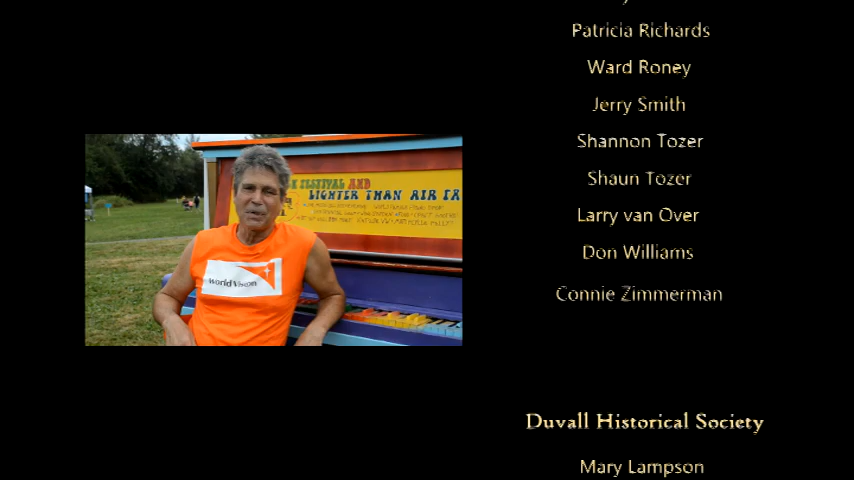 Patricia Richards
Ward Roney
Jerry Smith
Shannon Tozer
Shaun Tozer
Larry van Over
Don Williams
Connie Zimmerman
FESTIVAL AND
LIGHTER THAN AIR FA
World Vision
Duvall Historical Society
Mary Lampson